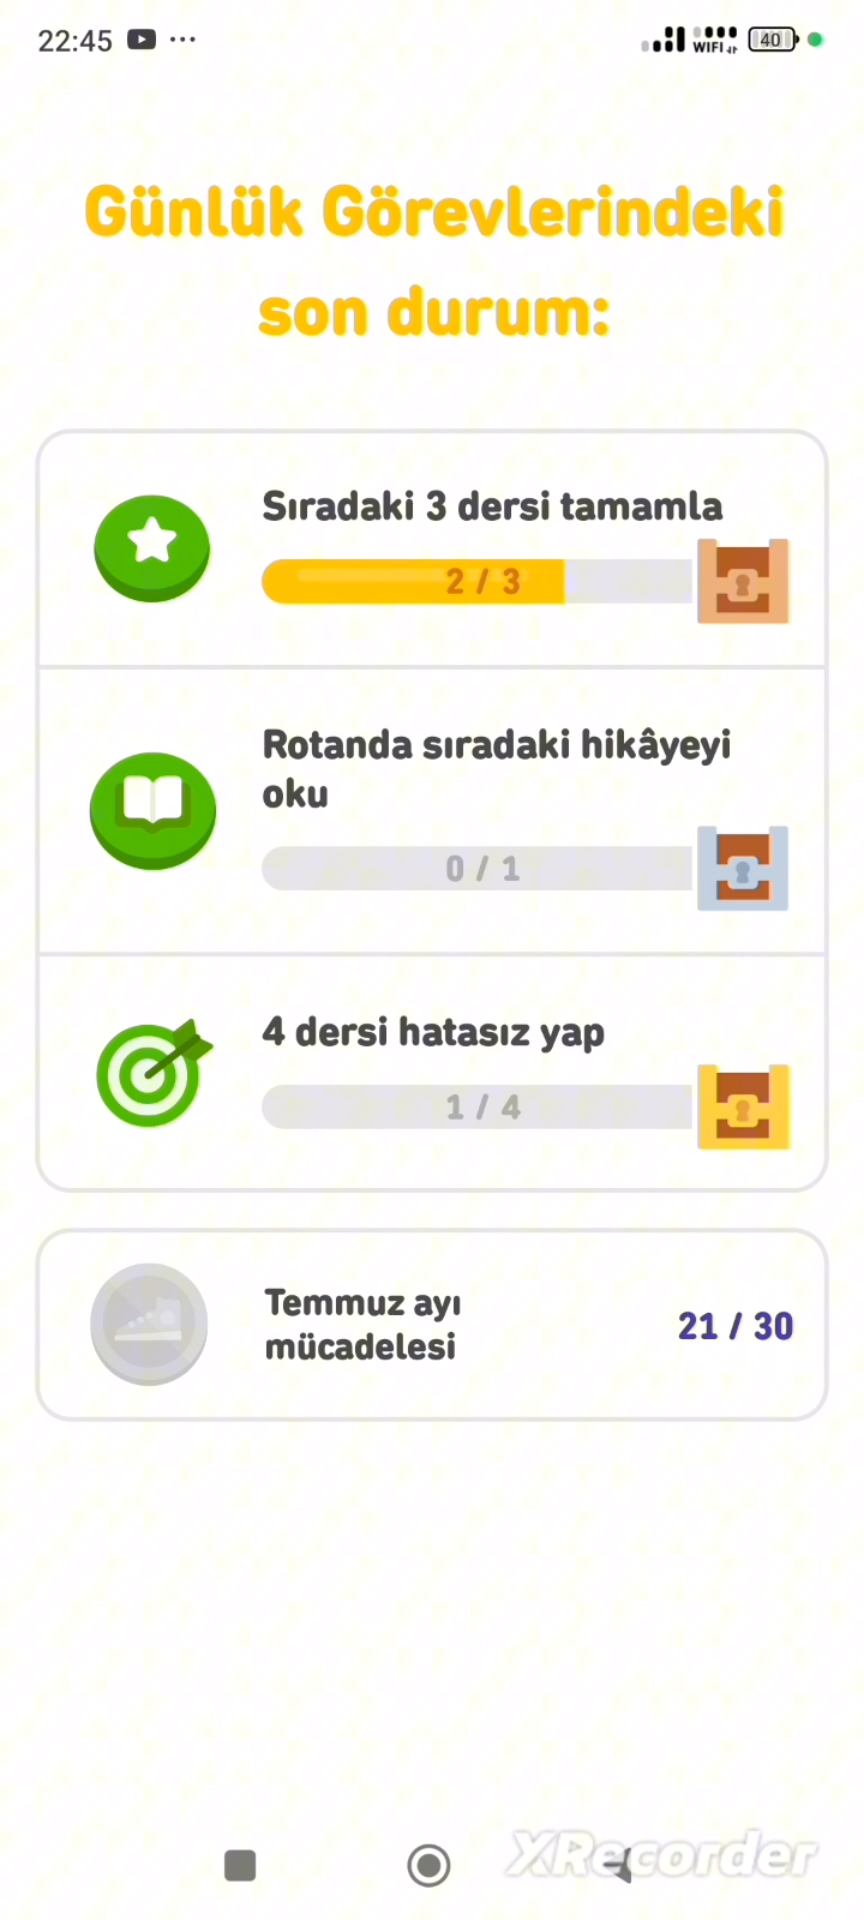 22:45
WIFI
40
Günlük Görevlerindeki
son durum:
Sıradaki 3 dersi tamamla
2 / 3
Rotanda sıradaki hikâyeyi
oku
0 / 1
4 dersi hatasız yap
1 / 4
Temmuz ayı
mücadelesi
21 / 30
XRecorder